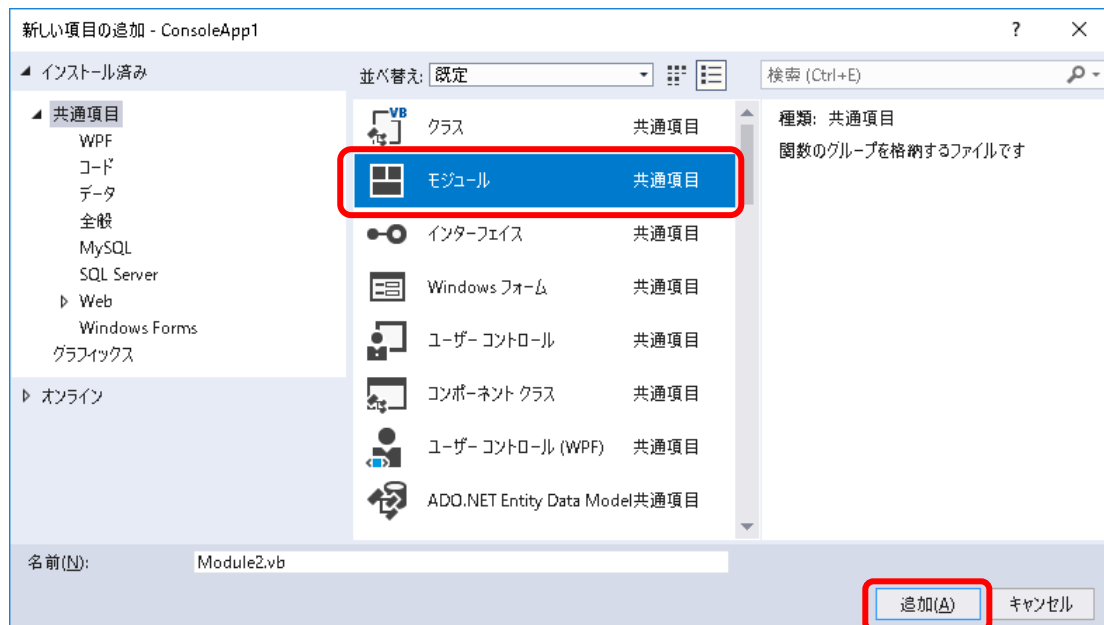 新しい項目の追加 - ConsoleApp1
?
インストール済み
共通項目
WPF
コード
データ
全般
MySQL
SQL Server
Web
Windows Forms
グラフィックス
オンライン
並べ替え: 既定
検索 (Ctrl+E)
VB
クラス 共通項目
モジュール 共通項目
インターフェイス 共通項目
Windows フォーム 共通項目
ユーザー コントロール 共通項目
コンポーネント クラス 共通項目
ユーザー コントロール (WPF) 共通項目
ADO.NET Entity Data Model共通項目
種類: 共通項目
関数のグループを格納するファイルです
名前(N): Module2.vb
追加(A) キャンセル